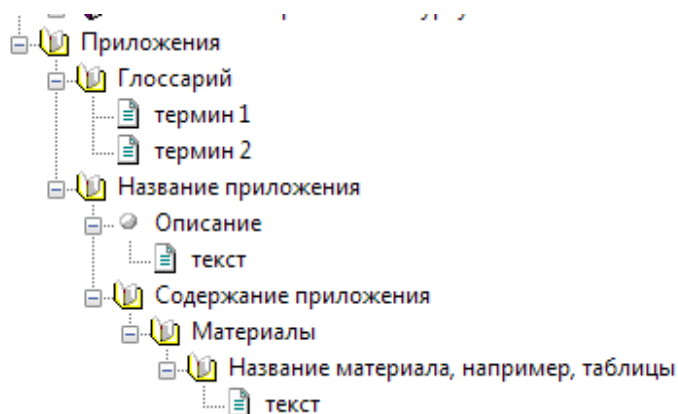 Приложения
Глоссарий
термин 1
термин 2
Название приложения
Описание
текст
Содержание приложения
Материалы
Название материала, например, таблицы
текст